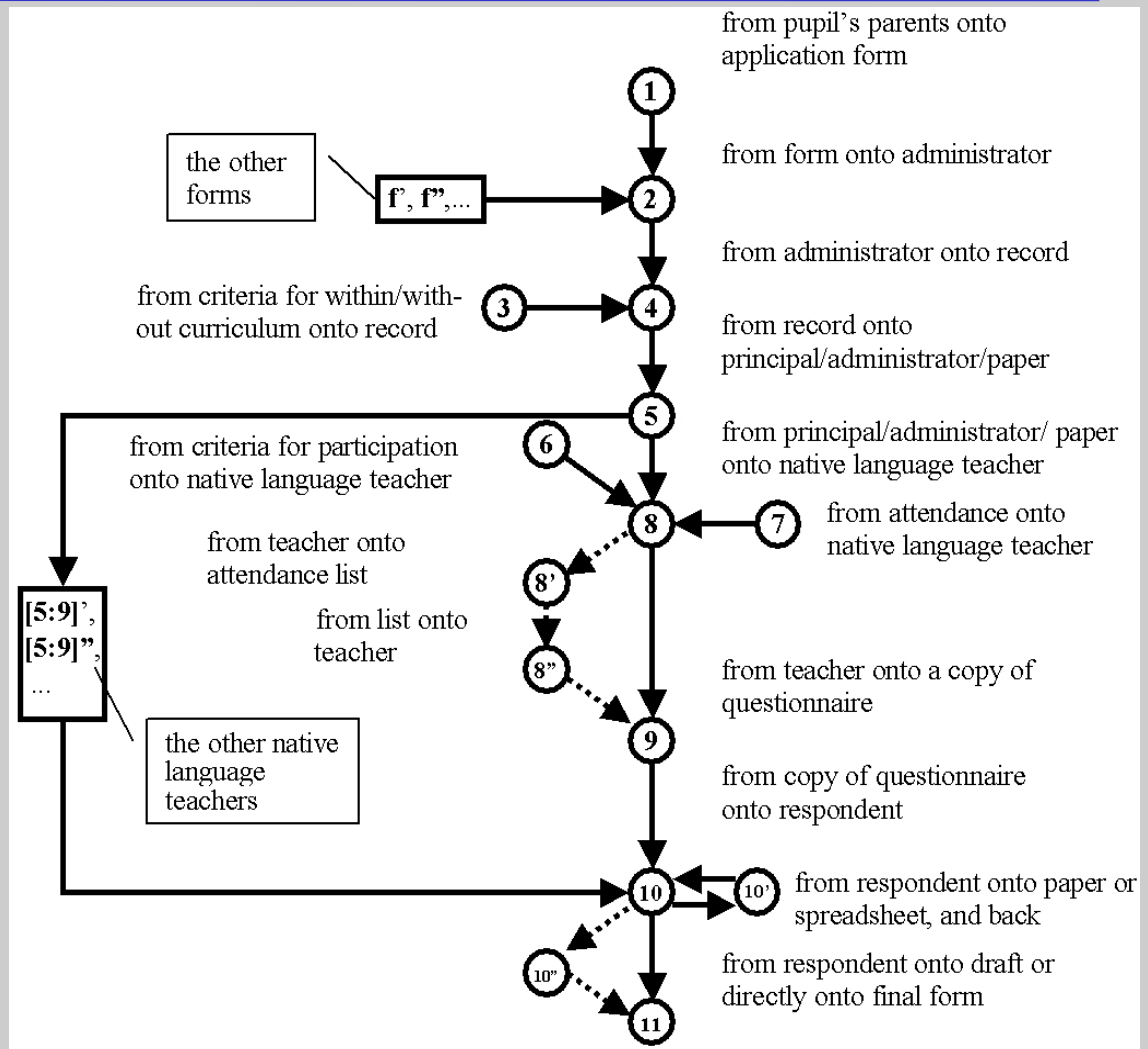 from pupil's parents onto
application form
1
the other
forms
from form onto administrator
f', f",...
2
from administrator onto record
from criteria for within/with-
out curriculum onto record
3
4
from record onto
principal/administrator/paper
5
from criteria for participation
onto native language teacher
6
from principal/administrator/ paper
onto native language teacher
8
7
from attendance onto
native language teacher
from teacher onto
attendance list
8'
from list onto
teacher
8"
[5:9]',
[5:9]",
...
from teacher onto a copy of
questionnaire
9
the other native
language
teachers
from copy of questionnaire
onto respondent
10
10'
from respondent onto paper or
spreadsheet, and back
10"
from respondent onto draft or
directly onto final form
11